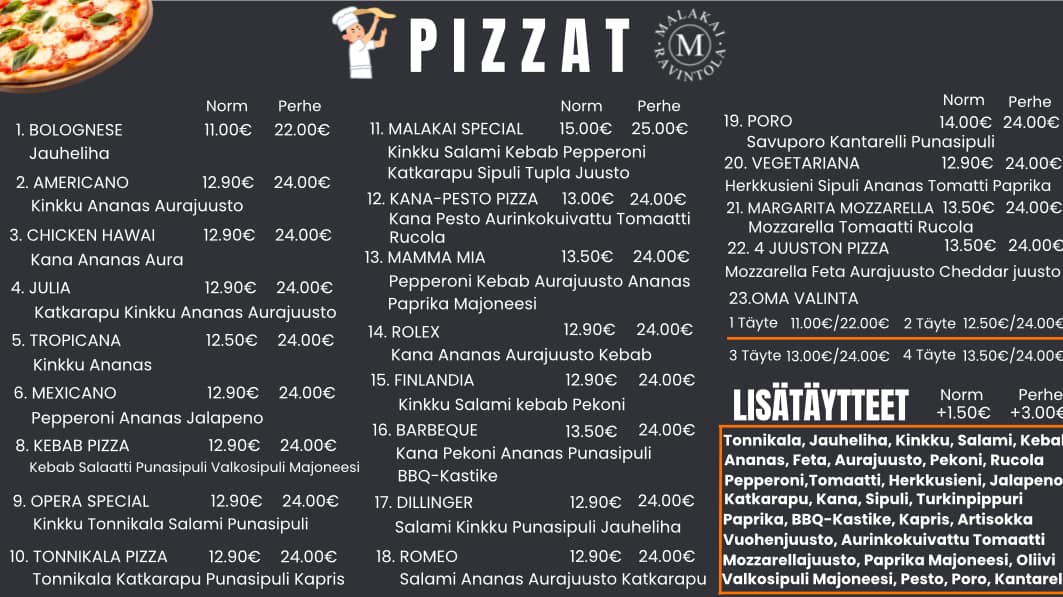 PIZZAT
MALAKAI
M
RAVINTOLA
Norm Perhe
1. BOLOGNESE 11.00€ 22.00€
Jauheliha
2. AMERICANO 12.90€ 24.00€
Kinkku Ananas Aurajuusto
3. CHICKEN HAWAI 12.90€ 24.00€
Kana Ananas Aura
4. JULIA 12.90€ 24.00€
Katkarapu Kinkku Ananas Aurajuusto
5. TROPICANA 12.50€ 24.00€
Kinkku Ananas
6. MEXICANO 12.90€ 24.00€
Pepperoni Ananas Jalapeno
8. KEBAB PIZZA 12.90€ 24.00€
Kebab Salaatti Punasipuli Valkosipuli Majoneesi
9. OPERA SPECIAL 12.90€ 24.00€
Kinkku Tonnikala Salami Punasipuli
10. TONNIKALA PIZZA 12.90€ 24.00€
Tonnikala Katkarapu Punasipuli Kapris
Norm Perhe
11. MALAKAI SPECIAL 15.00€ 25.00€
Kinkku Salami Kebab Pepperoni
Katkarapu Sipuli Tupla Juusto
12. KANA-PESTO PIZZA 13.00€ 24.00€
Kana Pesto Aurinkokuivattu Tomaatti
Rucola
13. MAMMA MIA 13.50€ 24.00€
Pepperoni Kebab Aurajuusto Ananas
Paprika Majoneesi
14. ROLEX 12.90€ 24.00€
Kana Ananas Aurajuusto Kebab
15. FINLANDIA 12.90€ 24.00€
Kinkku Salami kebab Pekoni
16. BARBEQUE 13.50€ 24.00€
Kana Pekoni Ananas Punasipuli
BBQ-Kastike
17. DILLINGER 12.90€ 24.00€
Salami Kinkku Punasipuli Jauheliha
18. ROMEO 12.90€ 24.00€
Salami Ananas Aurajuusto Katkarapu
Norm Perhe
19. PORO 14.00€ 24.00€
Savuporo Kantarelli Punasipuli
20. VEGETARIANA 12.90€ 24.00€
Herkkusieni Sipuli Ananas Tomatti Paprika
21. MARGARITA MOZZARELLA 13.50€ 24.00€
Mozzarella Tomaatti Rucola
22. 4 JUUSTON PIZZA 13.50€ 24.00€
Mozzarella Feta Aurajuusto Cheddar juusto
23.OMA VALINTA
1 Täyte 11.00€/22.00€ 2 Täyte 12.50€/24.00€
3 Täyte 13.00€/24.00€ 4 Täyte 13.50€/24.00€
LISÄTÄYTTEET Norm Perhe
+1.50€ +3.00€
Tonnikala, Jauheliha, Kinkku, Salami, Kebab
Ananas, Feta, Aurajuusto, Pekoni, Rucola
Pepperoni,Tomaatti, Herkkusieni, Jalapeno
Katkarapu, Kana, Sipuli, Turkinpippuri
Paprika, BBQ-Kastike, Kapris, Artisokka
Vuohenjuusto, Aurinkokuivattu Tomaatti
Mozzarellajuusto, Paprika Majoneesi, Oliivi
Valkosipuli Majoneesi, Pesto, Poro, Kantarel